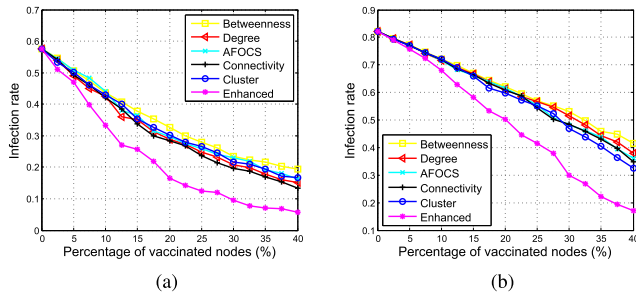 0.7
0.6
0.5
0.4
0.3
0.2
0.1
0
Infection rate
Betweenness
Degree
AFOCS
Connectivity
Cluster
Enhanced
0 5 10 15 20 25 30 35 40
Percentage of vaccinated nodes (%)
(a)
0.9
0.8
0.7
0.6
0.5
0.4
0.3
0.2
0.1
0
Infection rate
Betweenness
Degree
AFOCS
Connectivity
Cluster
Enhanced
0 5 10 15 20 25 30 35 40
Percentage of vaccinated nodes (%)
(b)